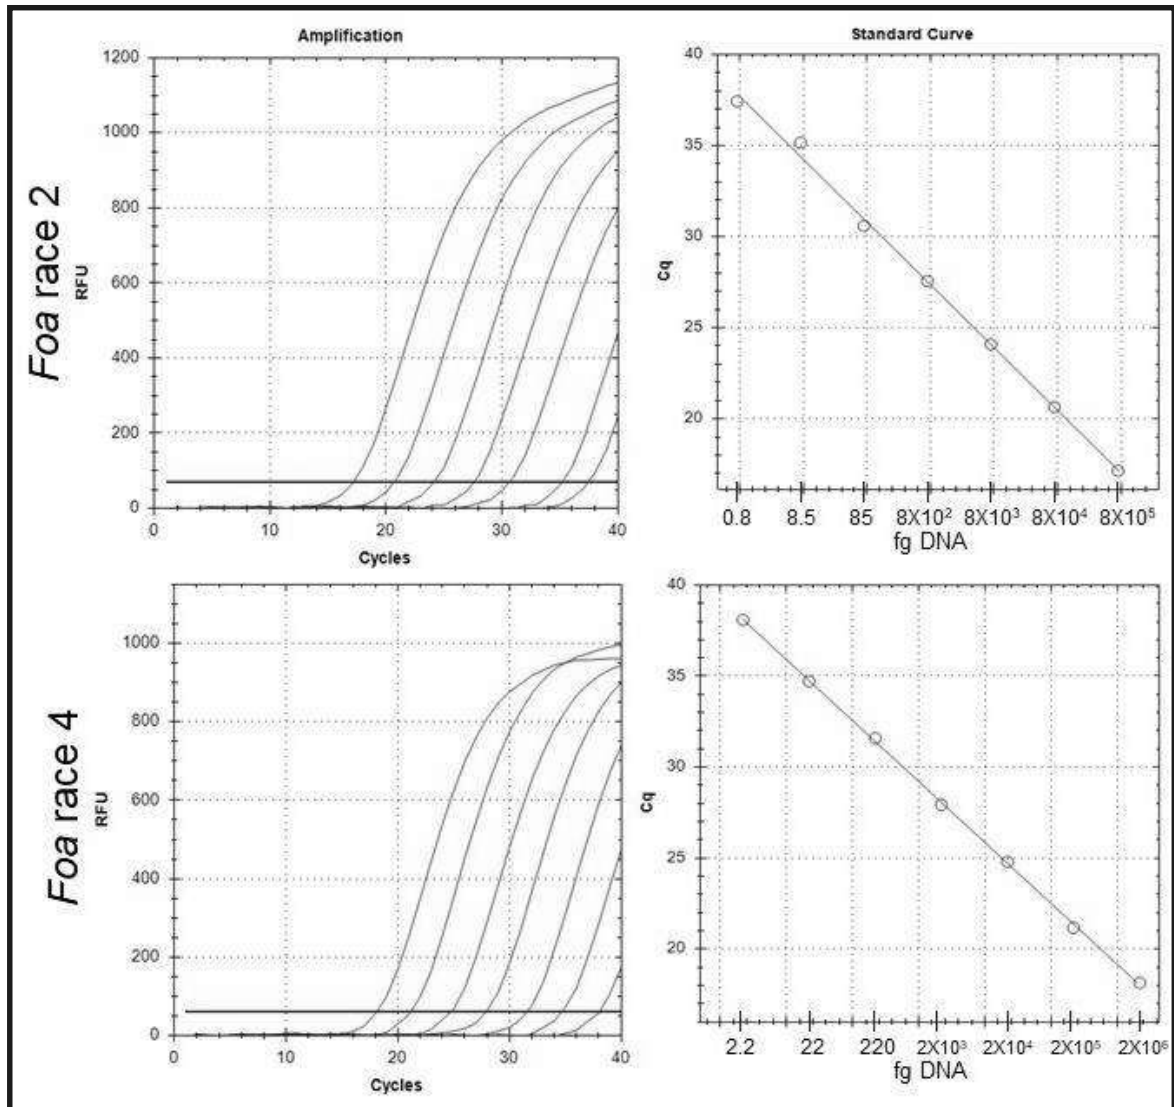 Amplification
1200
1000
800
600
400
200
0
0 10 20 30 40
Cycles
RFU
Foa race 2
Standard Curve
40
35
30
25
20
Cq
0.8 8.5 85 8X10² 8X10³ 8X10⁴ 8X10⁵
fg DNA
1000
800
600
400
200
0
0 10 20 30 40
Cycles
RFU
Foa race 4
40
35
30
25
20
Cq
2.2 22 220 2X10³ 2X10⁴ 2X10⁵ 2X10⁶
fg DNA